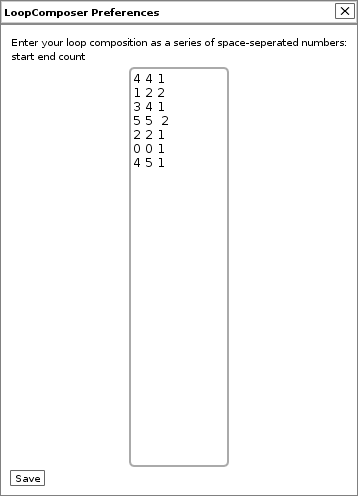 LoopComposer Preferences
Enter your loop composition as a series of space-seperated numbers:
start end count
4 4 1
1 2 2
3 4 1
5 5  2
2 2 1
0 0 1
4 5 1
Save